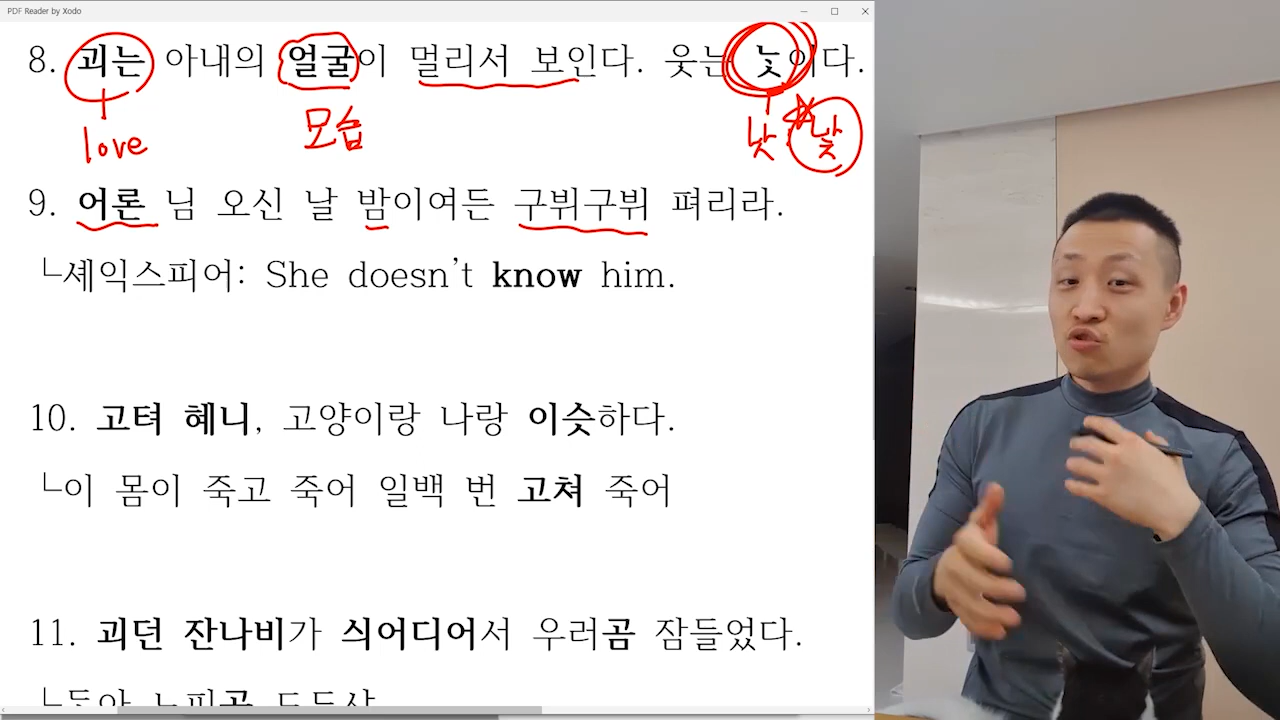 PDF Reader by Xodo
8. 괴는 아내의 얼굴이 멀리서 보인다. 웃는 눗이다.
love 모습 낯? 낯
9. 어론 님 오신 날 밤이여든 구뷔구뷔 펴리라.
└셰익스피어: She doesn't know him.
10. 고텨 혜니, 고양이랑 나랑 이슷하다.
└이 몸이 죽고 죽어 일백 번 고쳐 죽어
11. 괴던 잔나비가 싀어디어서 우러곰 잠들었다.